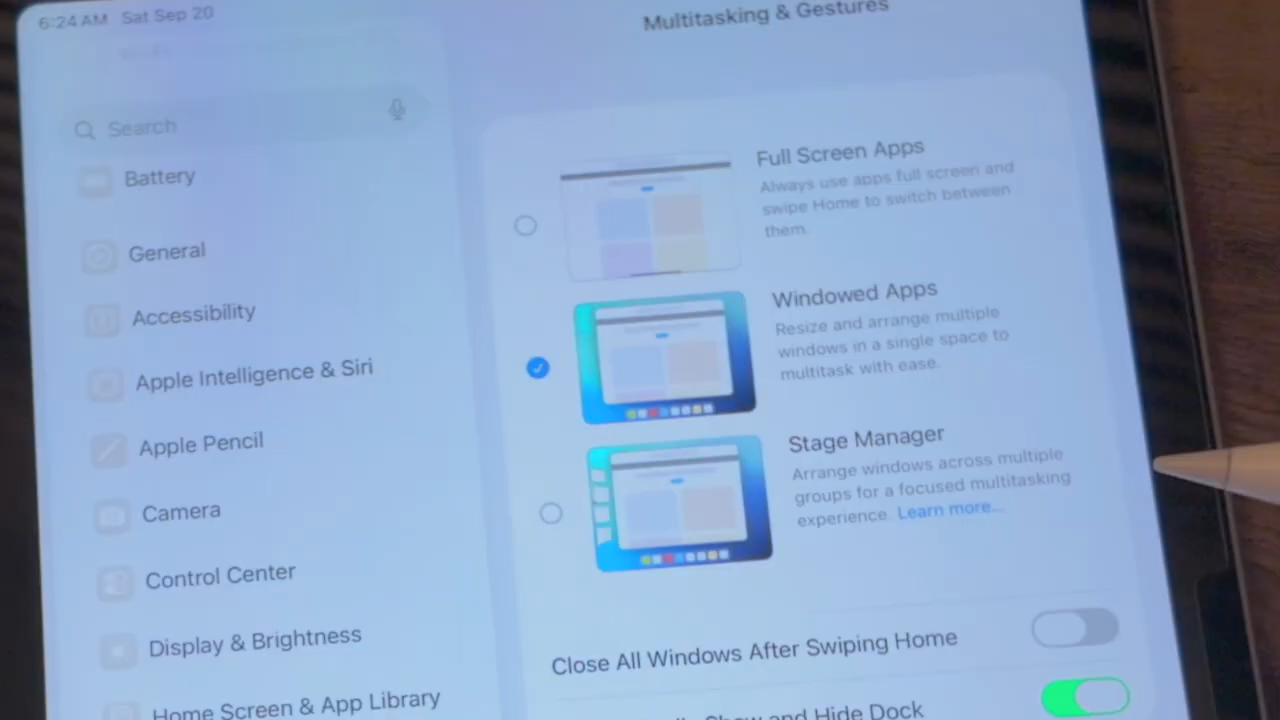 6:24 AM Sat Sep 20
Multitasking & Gestures
Search
Battery
General
Accessibility
Apple Intelligence & Siri
Apple Pencil
Camera
Control Center
Display & Brightness
Home Screen & App Library
Full Screen Apps
Always use apps full screen and
swipe Home to switch between
them.
Windowed Apps
Resize and arrange multiple
windows in a single space to
multitask with ease.
Stage Manager
Arrange windows across multiple
groups for a focused multitasking
experience. Learn more...
Close All Windows After Swiping Home
Show and Hide Dock